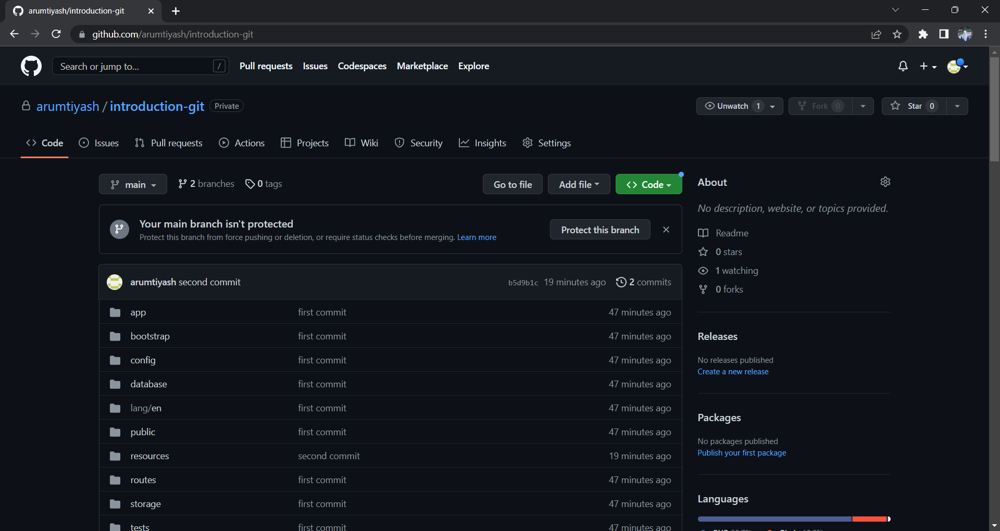 arumtiyash/introduction-git
github.com/arumtiyash/introduction-git
Search or jump to... /
Pull requests Issues Codespaces Marketplace Explore
arumtiyash / introduction-git Private
Unwatch 1 Fork 0 Star 0
Code Issues Pull requests Actions Projects Wiki Security Insights Settings
main 2 branches 0 tags
Go to file Add file Code
Your main branch isn't protected
Protect this branch from force pushing or deletion, or require status checks before merging. Learn more
Protect this branch
arumtiyash second commit b5d9b1c 19 minutes ago 2 commits
app first commit 47 minutes ago
bootstrap first commit 47 minutes ago
config first commit 47 minutes ago
database first commit 47 minutes ago
lang/en first commit 47 minutes ago
public first commit 47 minutes ago
resources second commit 19 minutes ago
routes first commit 47 minutes ago
storage first commit 47 minutes ago
tests first commit 47 minutes ago
About
No description, website, or topics provided.
Readme
0 stars
1 watching
0 forks
Releases
No releases published
Create a new release
Packages
No packages published
Publish your first package
Languages